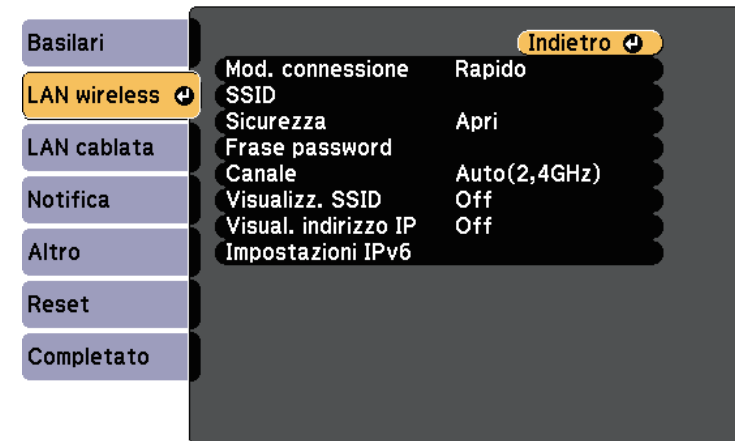 Basilari
LAN wireless
LAN cablata
Notifica
Altro
Reset
Completato
Indietro
Mod. connessione Rapido
SSID
Sicurezza Apri
Frase password
Canale Auto(2,4GHz)
Visualizz. SSID Off
Visual. indirizzo IP Off
Impostazioni IPv6